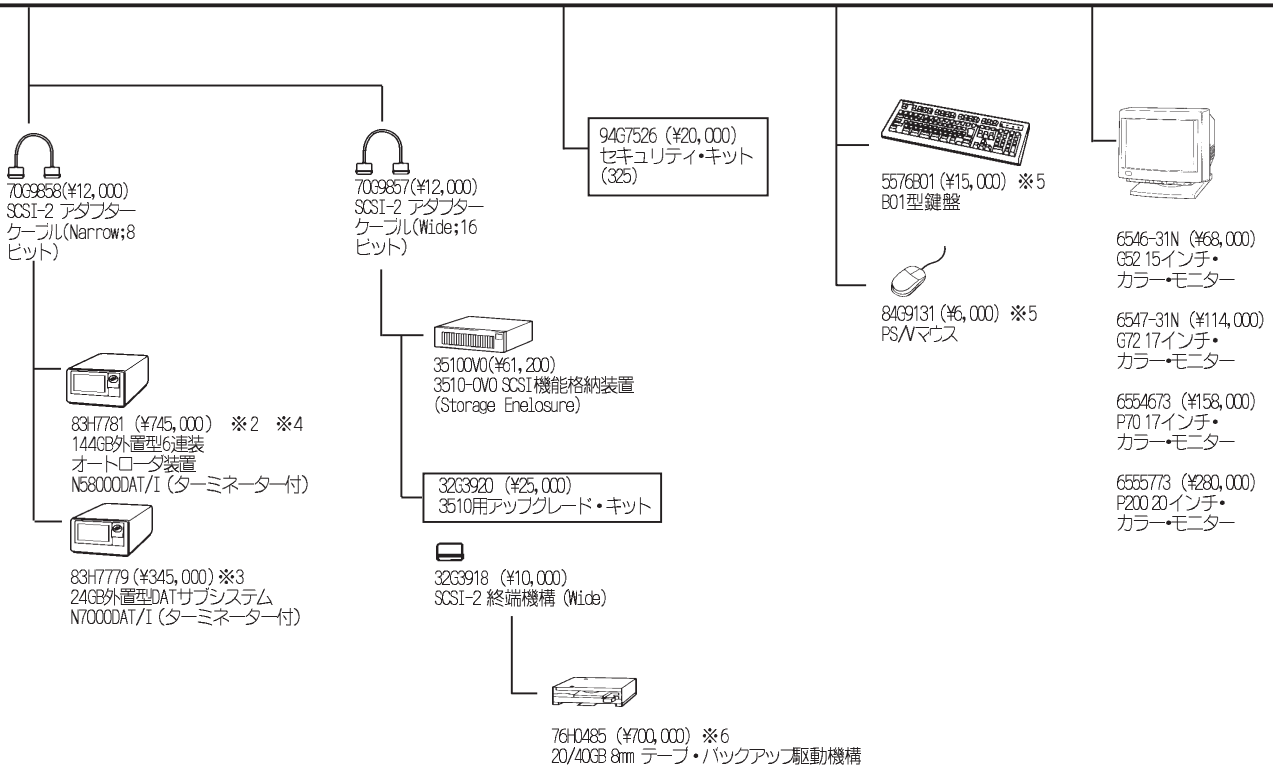 70G9858(¥12,000)
SCSI-2 アダプター
ケーブル(Narrow;8
ビット)
83H7781 (¥745,000) ※2 ※4
144GB外置型6連装
オートローダ装置
N58000DAT/I (ターミネーター付)
83H7779(¥345,000)※3
24GB外置型DATサブシステム
N7000DAT/I (ターミネーター付)
70G9857(¥12,000)
SCSI-2 アダプター
ケーブル(Wide;16
ビット)
35100V0(¥61,200)
3510-0V0 SCSI機能格納装置
(Storage Enelosure)
32G3920 (¥25,000)
3510用アップグレード・キット
32G3918 (¥10,000)
SCSI-2 終端機構 (Wide)
76H0485 (¥700,000) ※6
20/40GB 8mm テープ・バックアップ駆動機構
94G7526 (¥20,000)
セキュリティ・キット
(325)
5576B01(¥15,000) ※5
B01型鍵盤
84G9131(¥6,000) ※5
PS/Vマウス
6546-31N (¥68,000)
G52 15インチ・
カラー・モニター
6547-31N (¥114,000)
G72 17インチ・
カラー・モニター
6554673 (¥158,000)
P70 17インチ・
カラー・モニター
6555773 (¥280,000)
P200 20インチ・
カラー・モニター